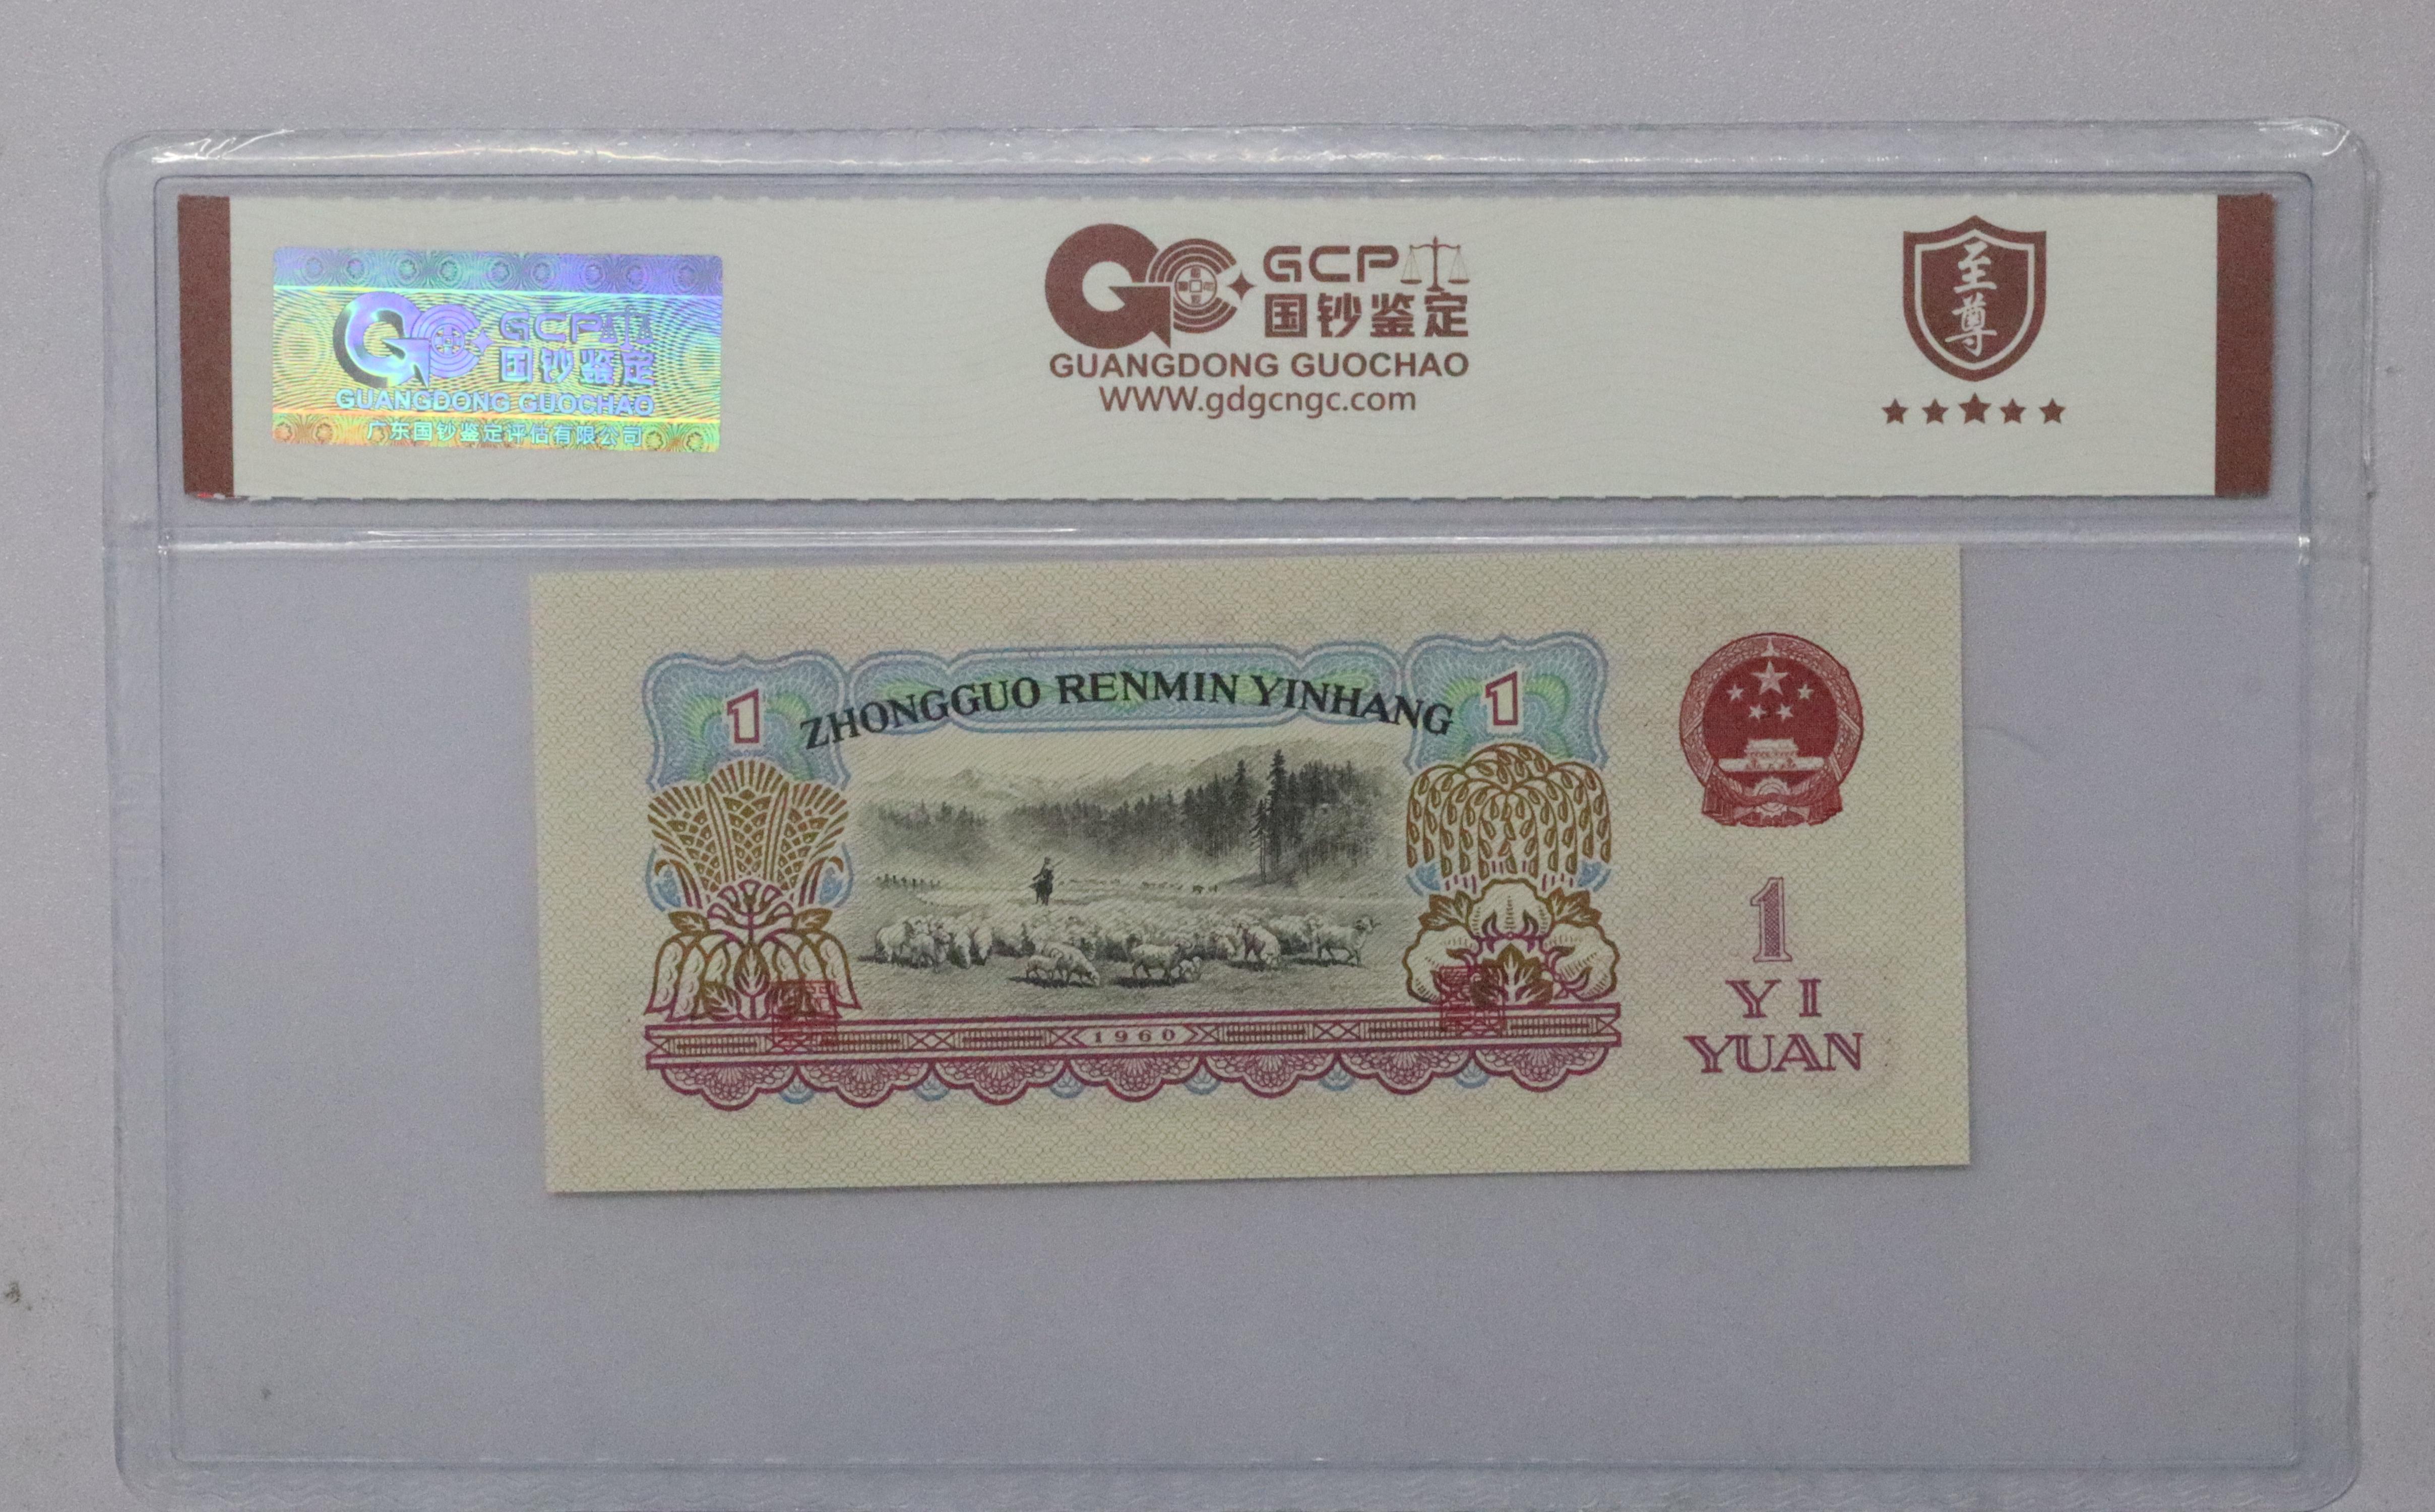 GCP
国钞鉴定
GUANGDONG GUOCHAO
广东国钞鉴定评估有限公司
GCP
国钞鉴定
GUANGDONG GUOCHAO
WWW.gdgcngc.com
至尊
ZHONGGUO RENMIN YINHANG
1
1
1960
1
YI
YUAN